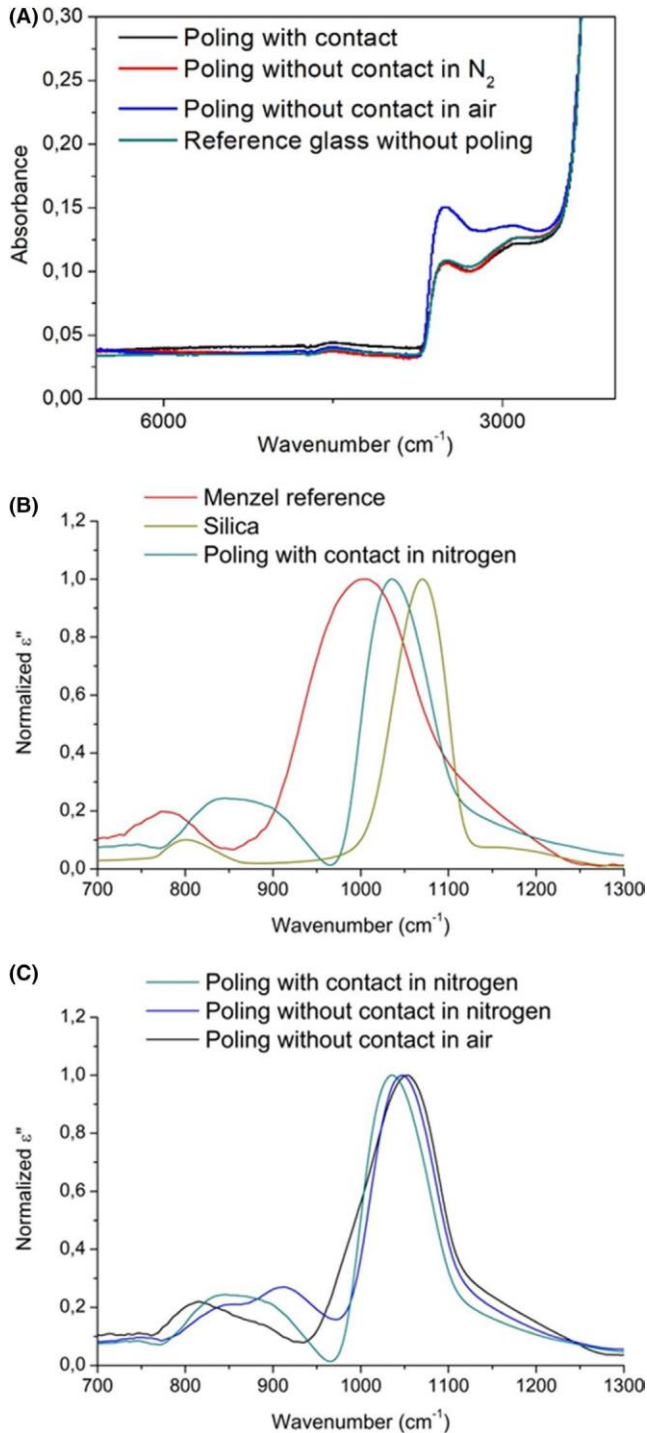 (A)
0,30
0,25
0,20
0,15
0,10
0,05
0,00
Absorbance
Poling with contact
Poling without contact in N₂
Poling without contact in air
Reference glass without poling
6000 3000
Wavenumber (cm⁻¹)
(B)
Menzel reference
Silica
Poling with contact in nitrogen
1,2
1,0
0,8
0,6
0,4
0,2
0,0
Normalized ε"
700 800 900 1000 1100 1200 1300
Wavenumber (cm⁻¹)
(C)
Poling with contact in nitrogen
Poling without contact in nitrogen
Poling without contact in air
1,2
1,0
0,8
0,6
0,4
0,2
0,0
Normalized ε"
700 800 900 1000 1100 1200 1300
Wavenumber (cm⁻¹)